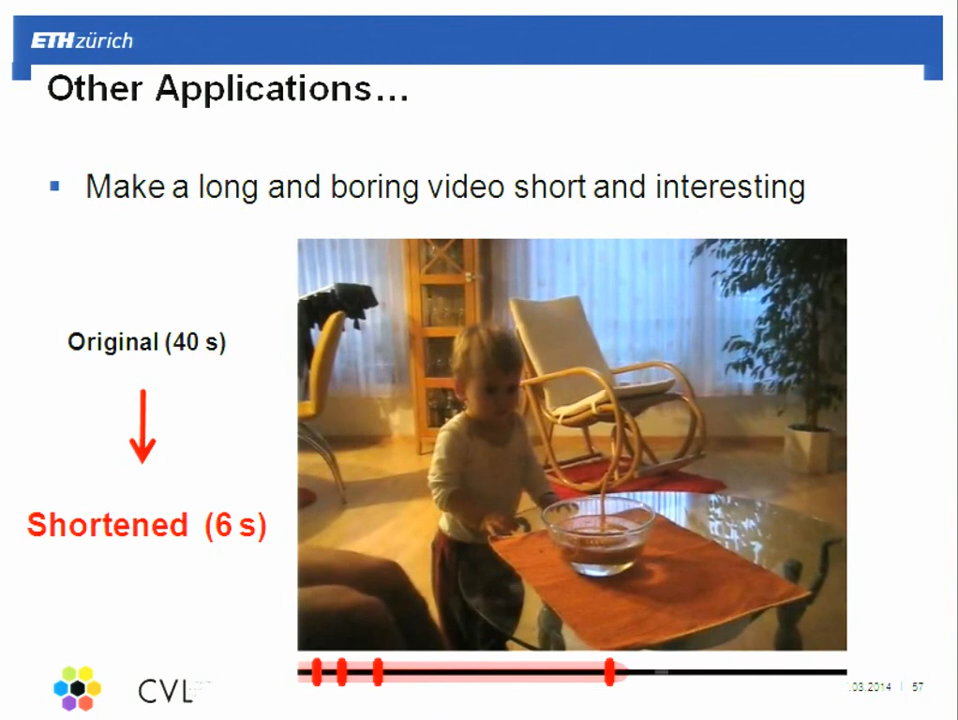 ETH zürich
Other Applications...
Make a long and boring video short and interesting
Original (40 s)
Shortened (6 s)
CVL
.03.2014 | 57